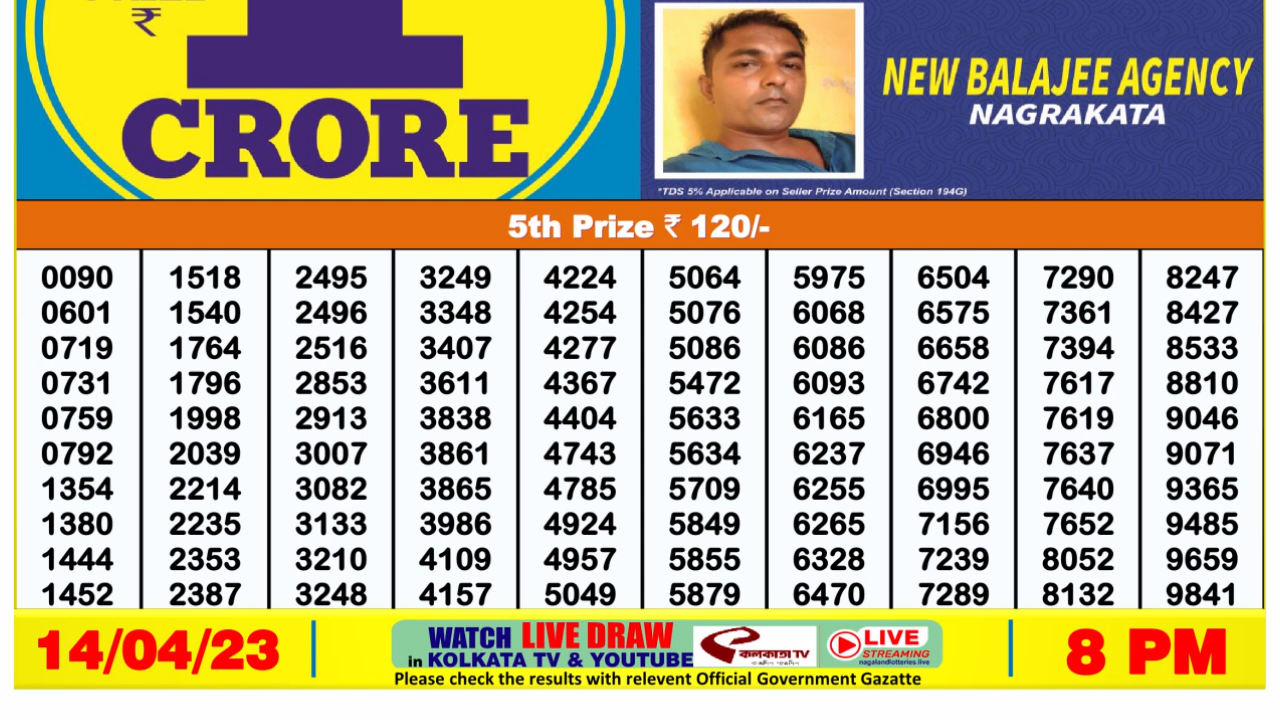 ₹
1
CRORE
NEW BALAJEE AGENCY
NAGRAKATA
*TDS 5% Applicable on Seller Prize Amount (Section 194G)
5th Prize ₹ 120/-
0090 1518 2495 3249 4224 5064 5975 6504 7290 8247
0601 1540 2496 3348 4254 5076 6068 6575 7361 8427
0719 1764 2516 3407 4277 5086 6086 6658 7394 8533
0731 1796 2853 3611 4367 5472 6093 6742 7617 8810
0759 1998 2913 3838 4404 5633 6165 6800 7619 9046
0792 2039 3007 3861 4743 5634 6237 6946 7637 9071
1354 2214 3082 3865 4785 5709 6255 6995 7640 9365
1380 2235 3133 3986 4924 5849 6265 7156 7652 9485
1444 2353 3210 4109 4957 5855 6328 7239 8052 9659
1452 2387 3248 4157 5049 5879 6470 7289 8132 9841
14/04/23
WATCH LIVE DRAW
in KOLKATA TV & YOUTUBE
কলকাতা TV
LIVE
STREAMING
nagalandlotteries.live
Please check the results with relevent Official Government Gazatte
8 PM